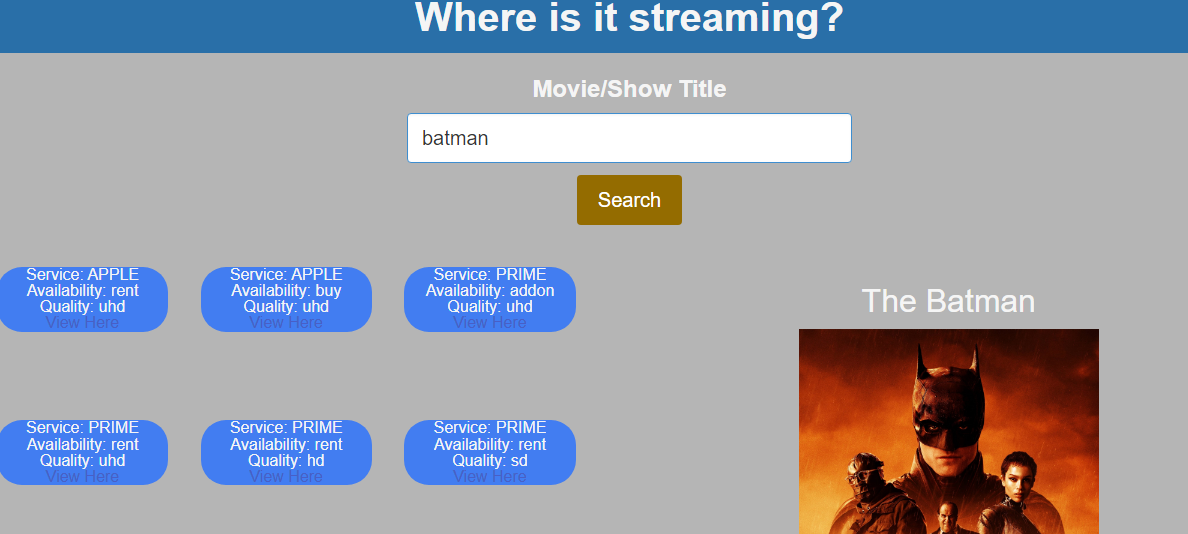 Where is it streaming?
Movie/Show Title
batman
Search
Service: APPLE
Availability: rent
Quality: uhd
View Here
Service: APPLE
Availability: buy
Quality: uhd
View Here
Service: PRIME
Availability: addon
Quality: uhd
View Here
Service: PRIME
Availability: rent
Quality: uhd
View Here
Service: PRIME
Availability: rent
Quality: hd
View Here
Service: PRIME
Availability: rent
Quality: sd
View Here
The Batman